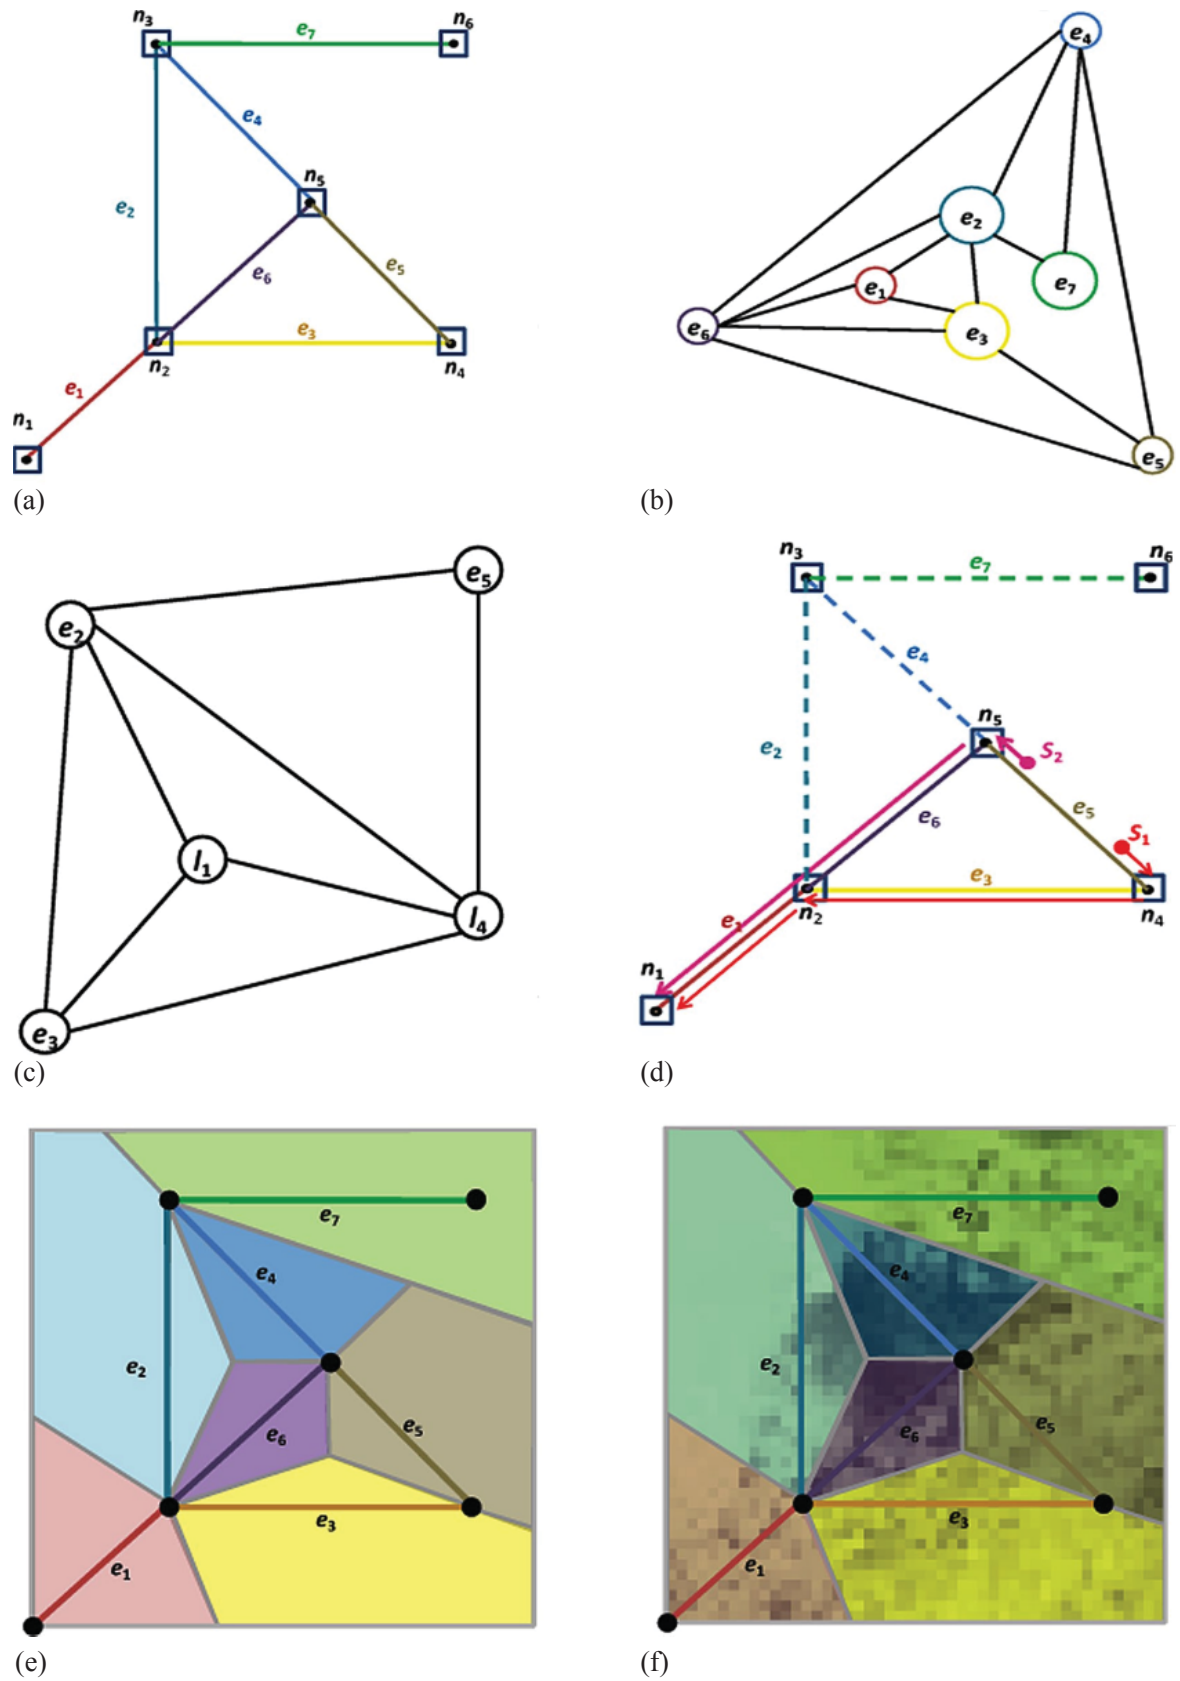 n₃
e₇
n₆
e₄
n₅
e₂
e₆
e₅
e₃
n₂
n₄
e₁
n₁
(a)
e₄
e₂
e₁
e₇
e₆
e₃
e₅
(b)
e₅
e₂
l₁
l₄
e₃
(c)
n₃
e₇
n₆
e₄
n₅
e₂
S₂
e₆
e₅
S₁
e₃
e₁
n₂
n₄
n₁
(d)
e₇
e₄
e₂
e₆
e₅
e₃
e₁
(e)
e₇
e₄
e₂
e₆
e₅
e₃
e₁
(f)